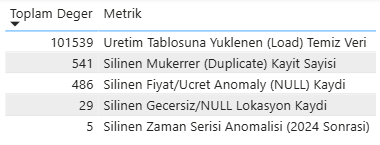 Toplam Deger Metrik
101539 Uretim Tablosuna Yuklenen (Load) Temiz Veri
541 Silinen Mukerrer (Duplicate) Kayit Sayisi
486 Silinen Fiyat/Ucret Anomaly (NULL) Kaydi
29 Silinen Gecersiz/NULL Lokasyon Kaydi
5 Silinen Zaman Serisi Anomalisi (2024 Sonrasi)